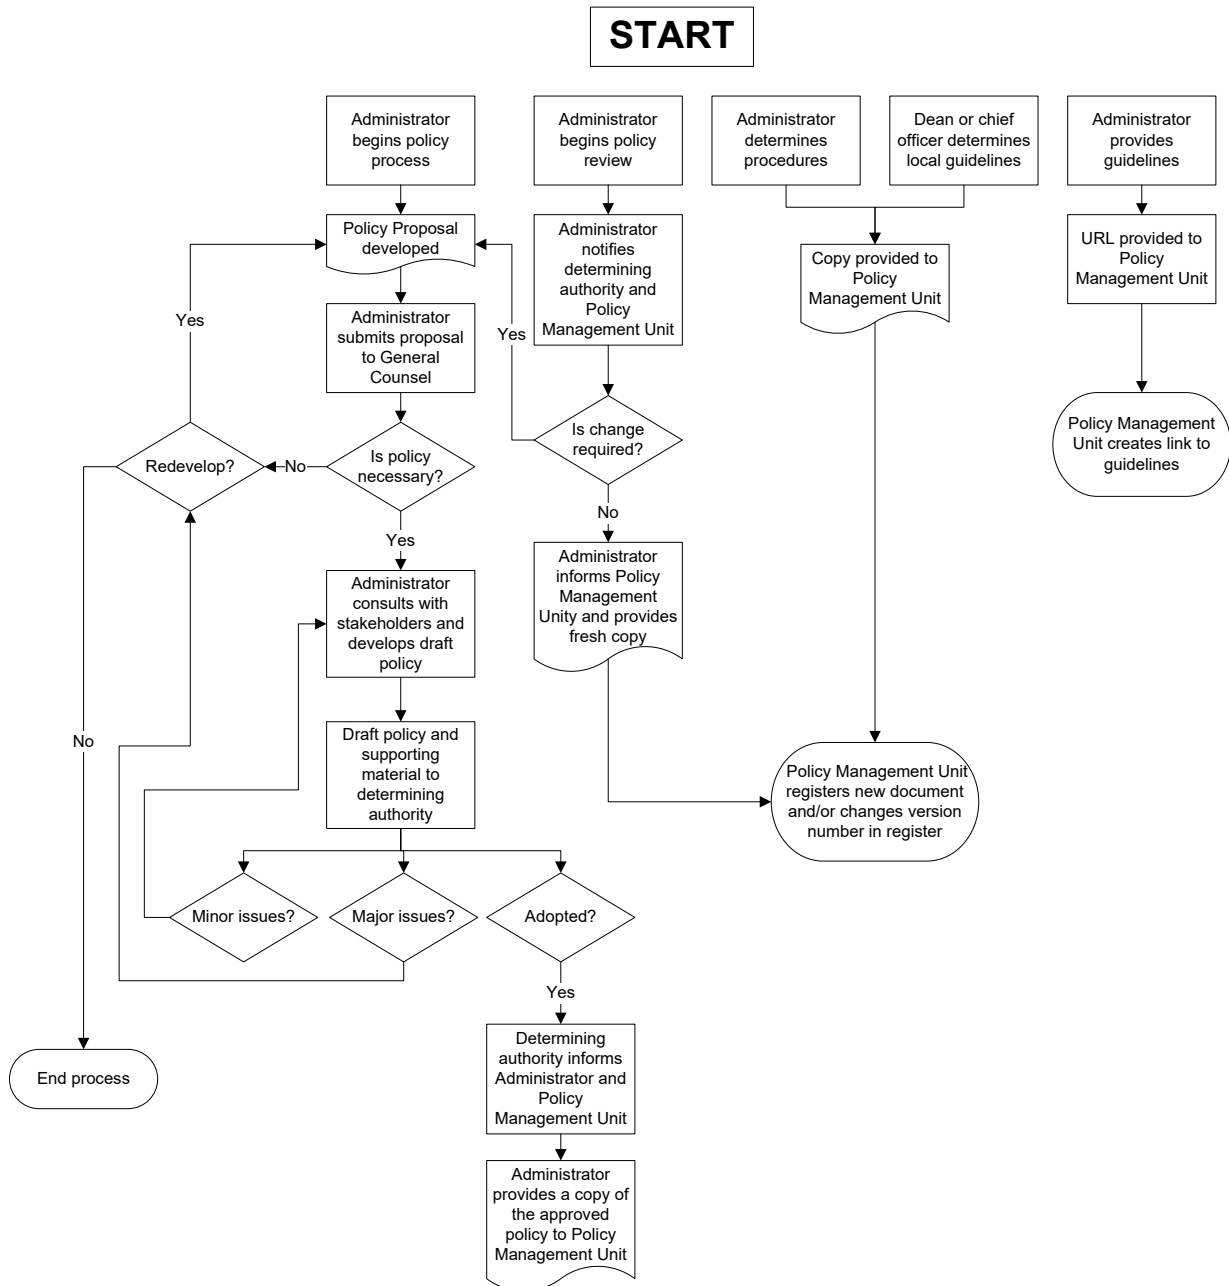 START
Administrator
begins policy
process
Administrator
begins policy
review
Administrator
determines
procedures
Dean or chief
officer determines
local guidelines
Administrator
provides
guidelines
Policy Proposal
developed
Administrator
notifies
determining
authority and
Policy
Management Unit
Copy provided to
Policy
Management Unit
URL provided to
Policy
Management Unit
Yes
Administrator
submits proposal
to General
Counsel
Yes
Redevelop?
No
Is policy
necessary?
Is change
required?
Policy Management
Unit creates link to
guidelines
No
Yes
Administrator
consults with
stakeholders and
develops draft
policy
Administrator
informs Policy
Management
Unity and provides
fresh copy
No
Draft policy and
supporting
material to
determining
authority
Policy Management Unit
registers new document
and/or changes version
number in register
Minor issues?
Major issues?
Adopted?
Yes
End process
Determining
authority informs
Administrator and
Policy
Management Unit
Administrator
provides a copy of
the approved
policy to Policy
Management Unit